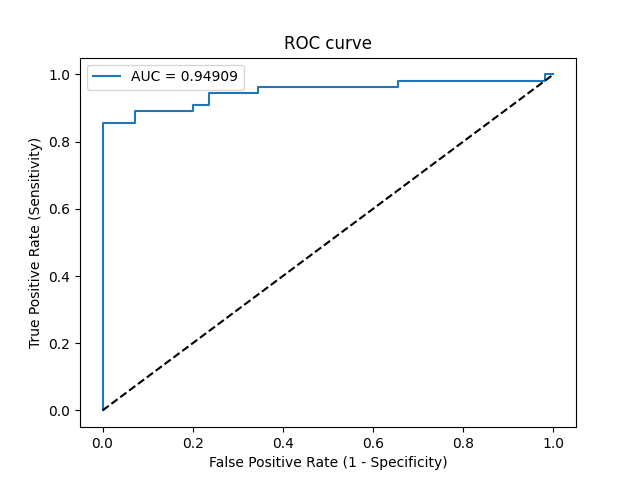 ROC curve
AUC = 0.94909
True Positive Rate (Sensitivity)
1.0
0.8
0.6
0.4
0.2
0.0
0.0 0.2 0.4 0.6 0.8 1.0
False Positive Rate (1 - Specificity)